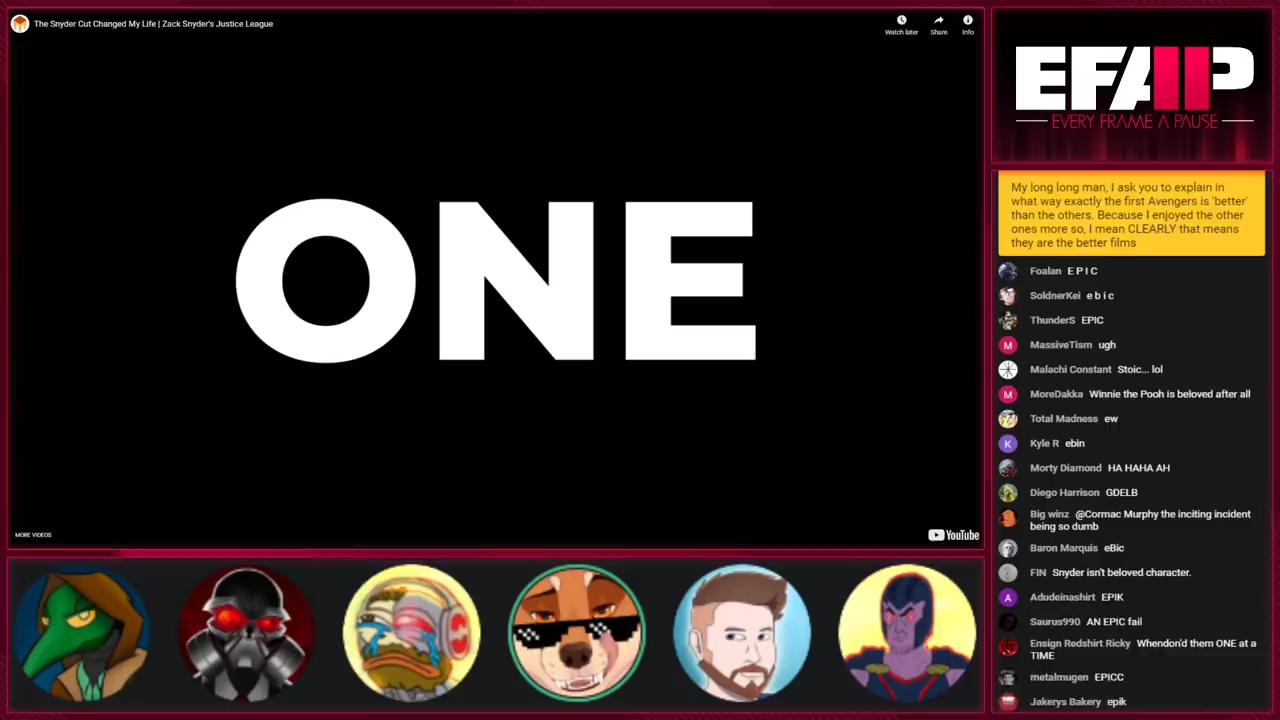 The Snyder Cut Changed My Life | Zack Snyder's Justice League
Watch later
Share
Info
ONE
MORE VIDEOS
YouTube
EFAP
EVERY FRAME A PAUSE
My long long man, I ask you to explain in
what way exactly the first Avengers is 'better'
than the others. Because I enjoyed the other
ones more so, I mean CLEARLY that means
they are the better films
Foalan E P I C
SoldnerKei e b i c
ThunderS EPIC
M MassiveTism ugh
Malachi Constant Stoic... lol
M MoreDakka Winnie the Pooh is beloved after all
Total Madness ew
K Kyle R ebin
Morty Diamond HA HAHA AH
Diego Harrison GDELB
Big winz @Cormac Murphy the inciting incident
being so dumb
Baron Marquis eBic
FIN Snyder isn't beloved character.
A Adudeinashirt EPIK
Saurus990 AN EPIC fail
Ensign Redshirt Ricky Whendon'd them ONE at a
TIME
metalmugen EPICC
Jakerys Bakery epik